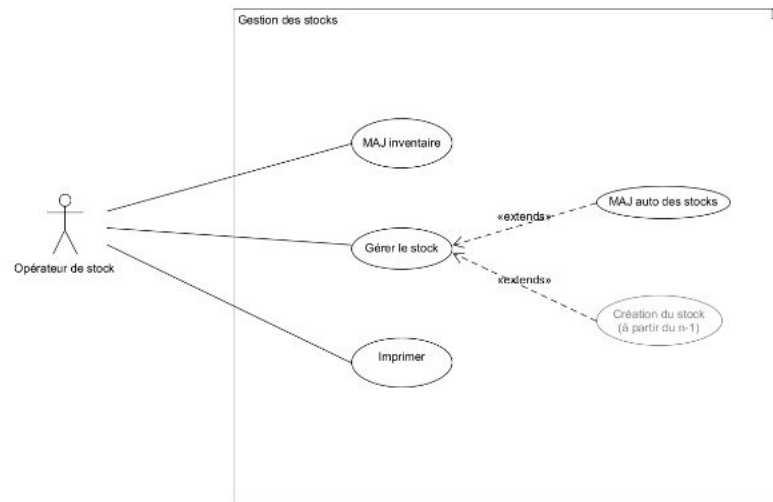 Gestion des stocks
MAJ inventaire
MAJ auto des stocks
«extends»
Gérer le stock
Opérateur de stock
«extends»
Création du stock
(à partir du n-1)
Imprimer